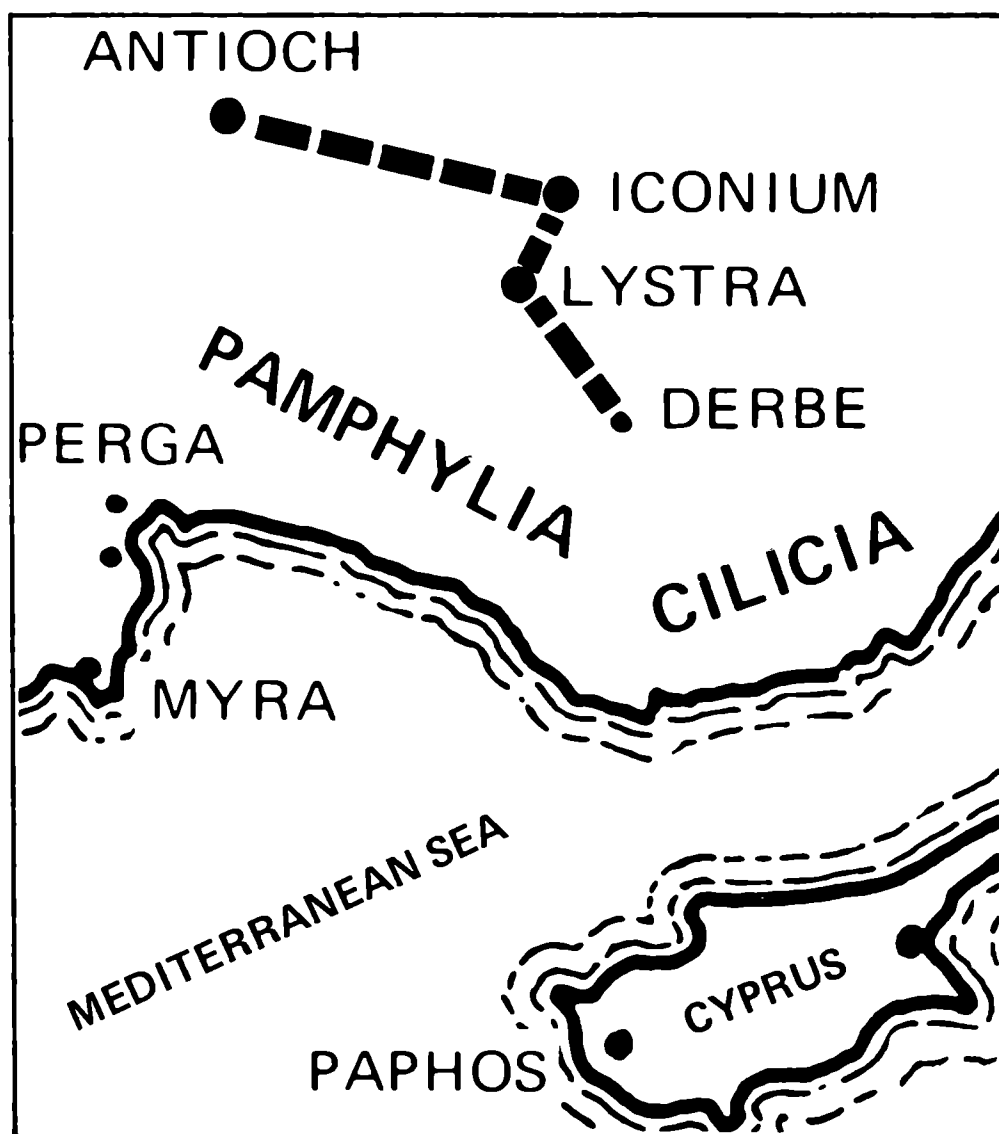 ANTIOCH
ICONIUM
LYSTRA
PAMPHYLIA
DERBE
PERGA
CILICIA
MYRA
MEDITERRANEAN SEA
CYPRUS
PAPHOS